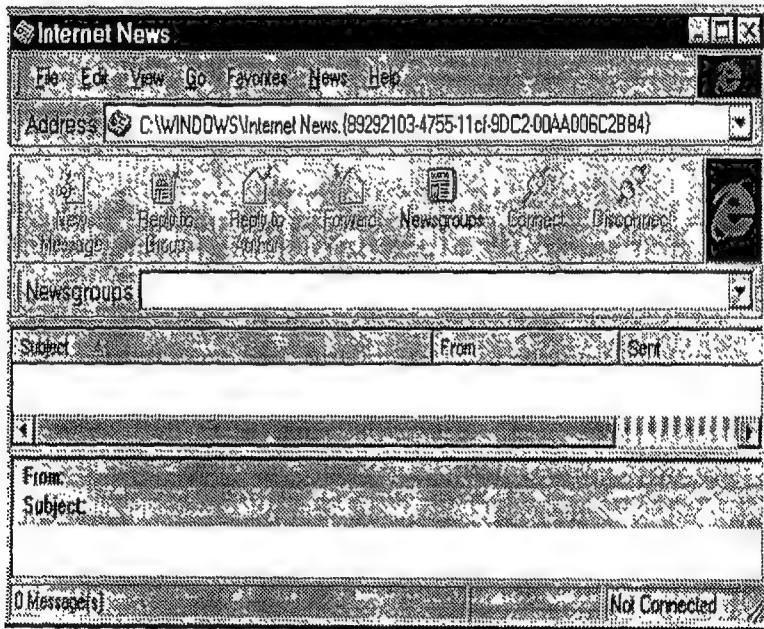 Internet News
File Edit View Go Favorites News Help
Address C:\WINDOWS\Internet News.{89292103-4755-11cf-9DC2-00AA006C2B84}
New Message Reply to Group Reply to Author Forward Newsgroups Connect Disconnect
Newsgroups
Subject From Sent
From:
Subject:
0 Message(s) Not Connected